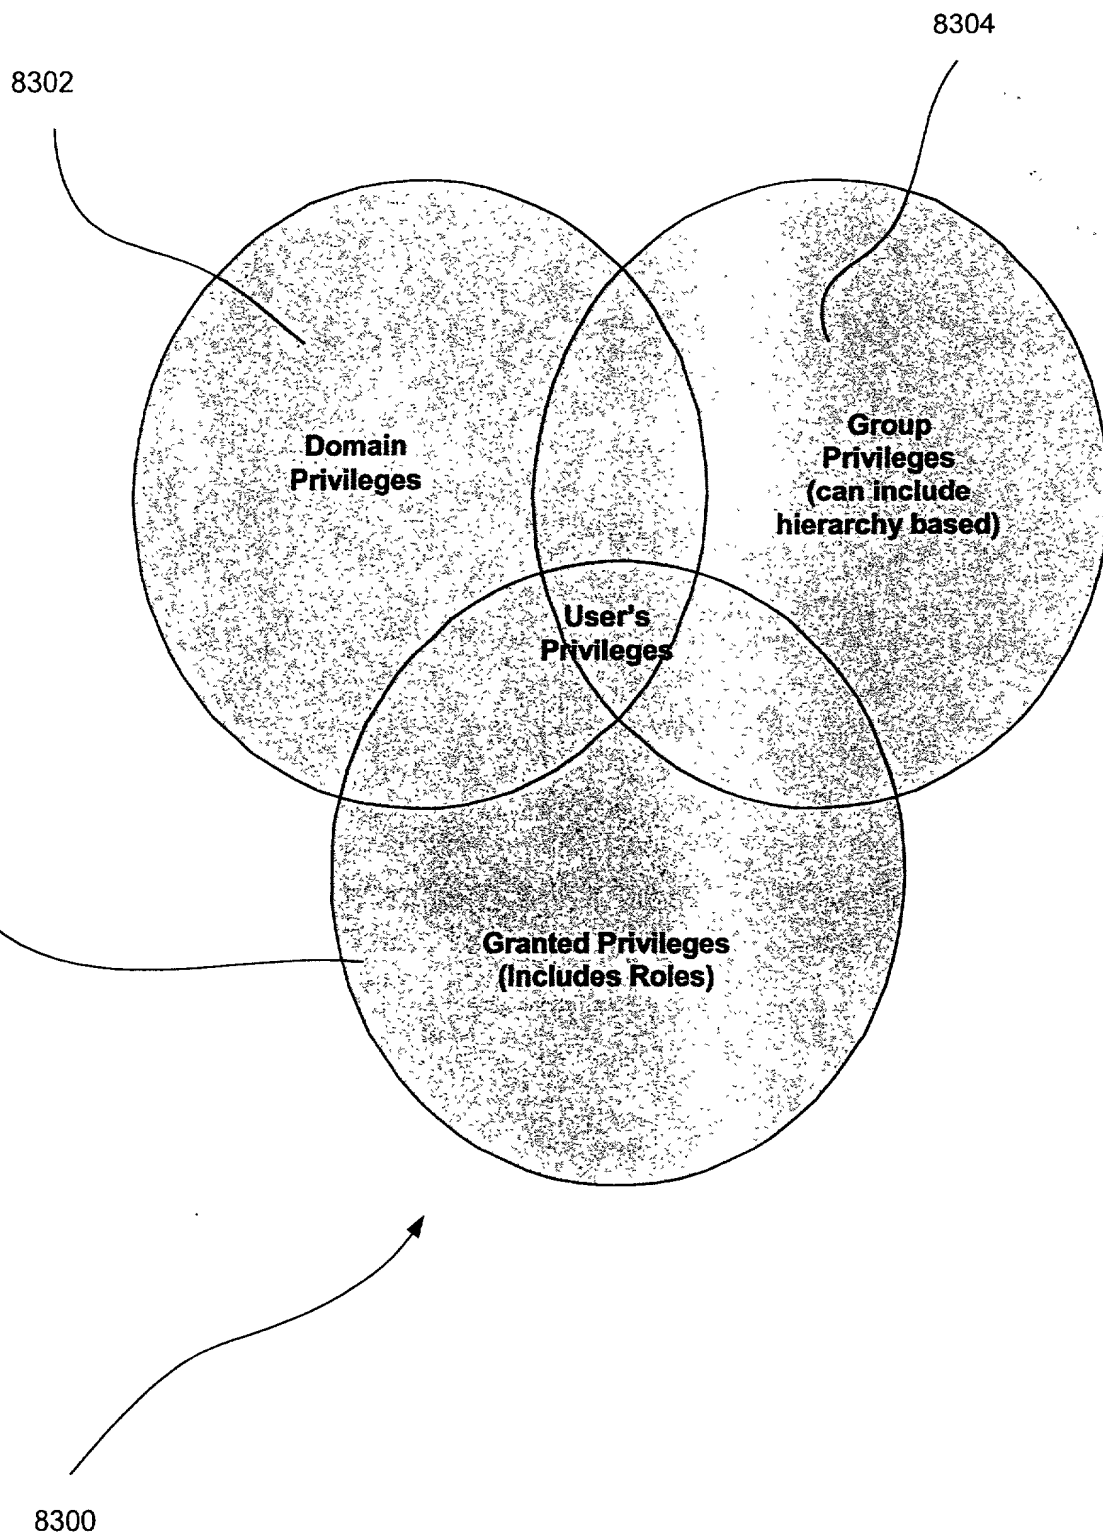 8304
8302
Domain
Privileges
Group
Privileges
(can include
hierarchy based)
User's
Privileges
Granted Privileges
(Includes Roles)
8300